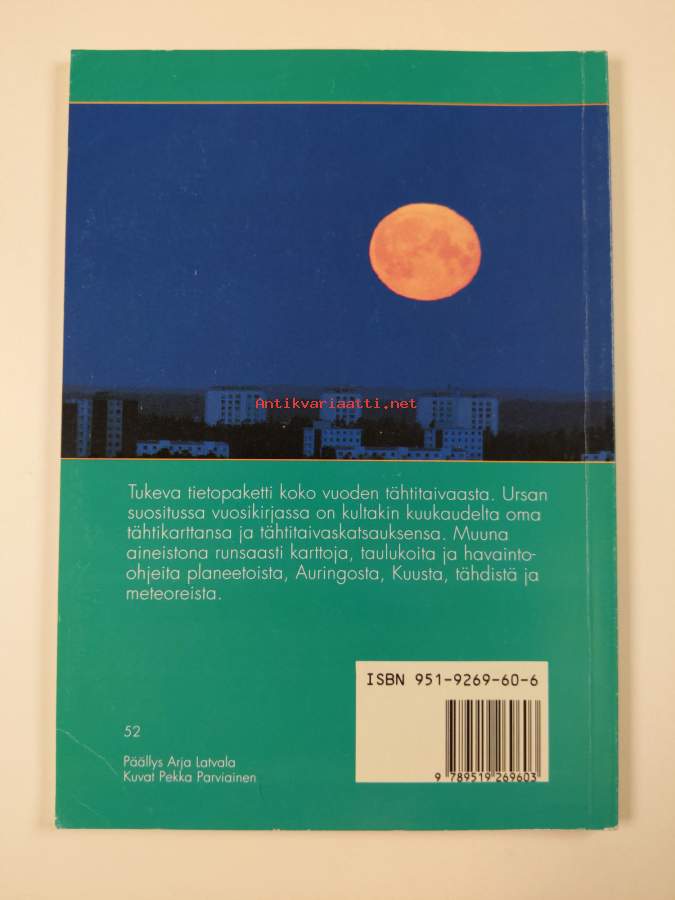 Antikvariaatti.net
Tukeva tietopaketti koko vuoden tähtitaivaasta. Ursan
suositussa vuosikirjassa on kultakin kuukaudelta oma
tähtikarttansa ja tähtitaivaskatsauksensa. Muuna
aineistona runsaasti karttoja, taulukoita ja havainto-
ohjeita planeetoista, Auringosta, Kuusta, tähdistä ja
meteoreista.
ISBN 951-9269-60-6
9 789519 269603
52
Päällys Arja Latvala
Kuvat Pekka Parviainen